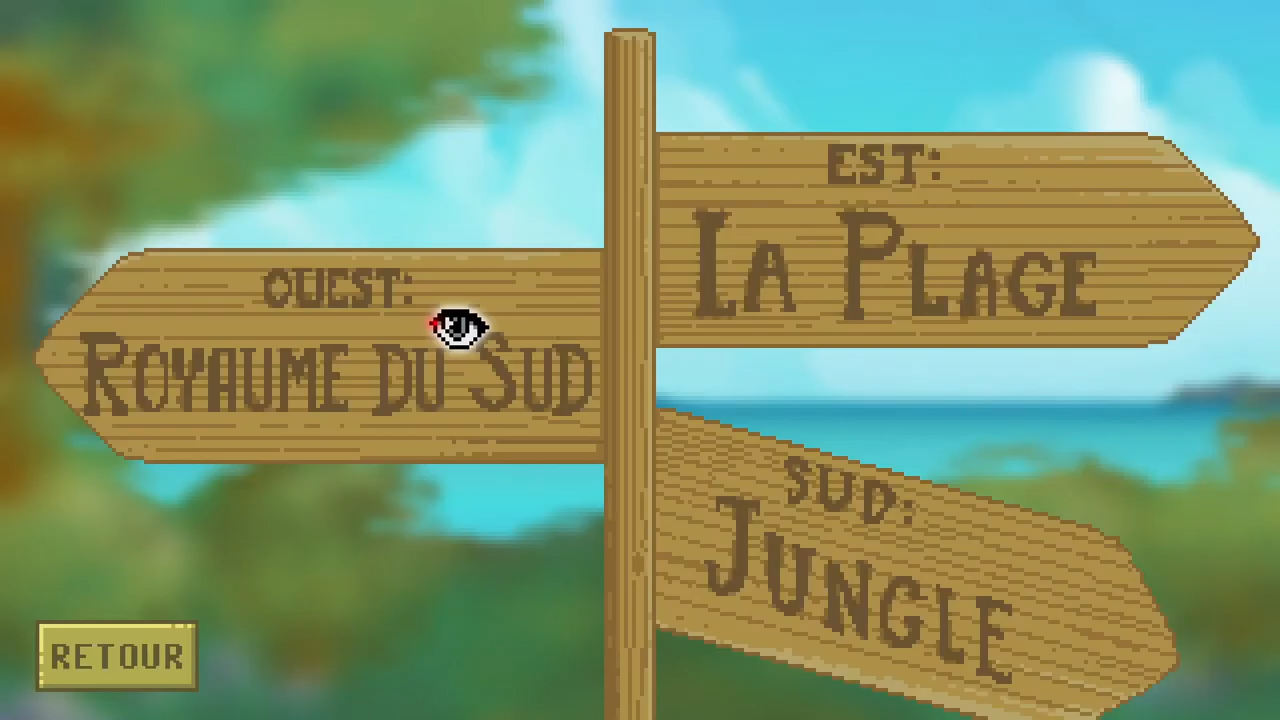 EST:
LA PLAGE
OUEST:
ROYAUME DU SUD
SUD:
JUNGLE
RETOUR